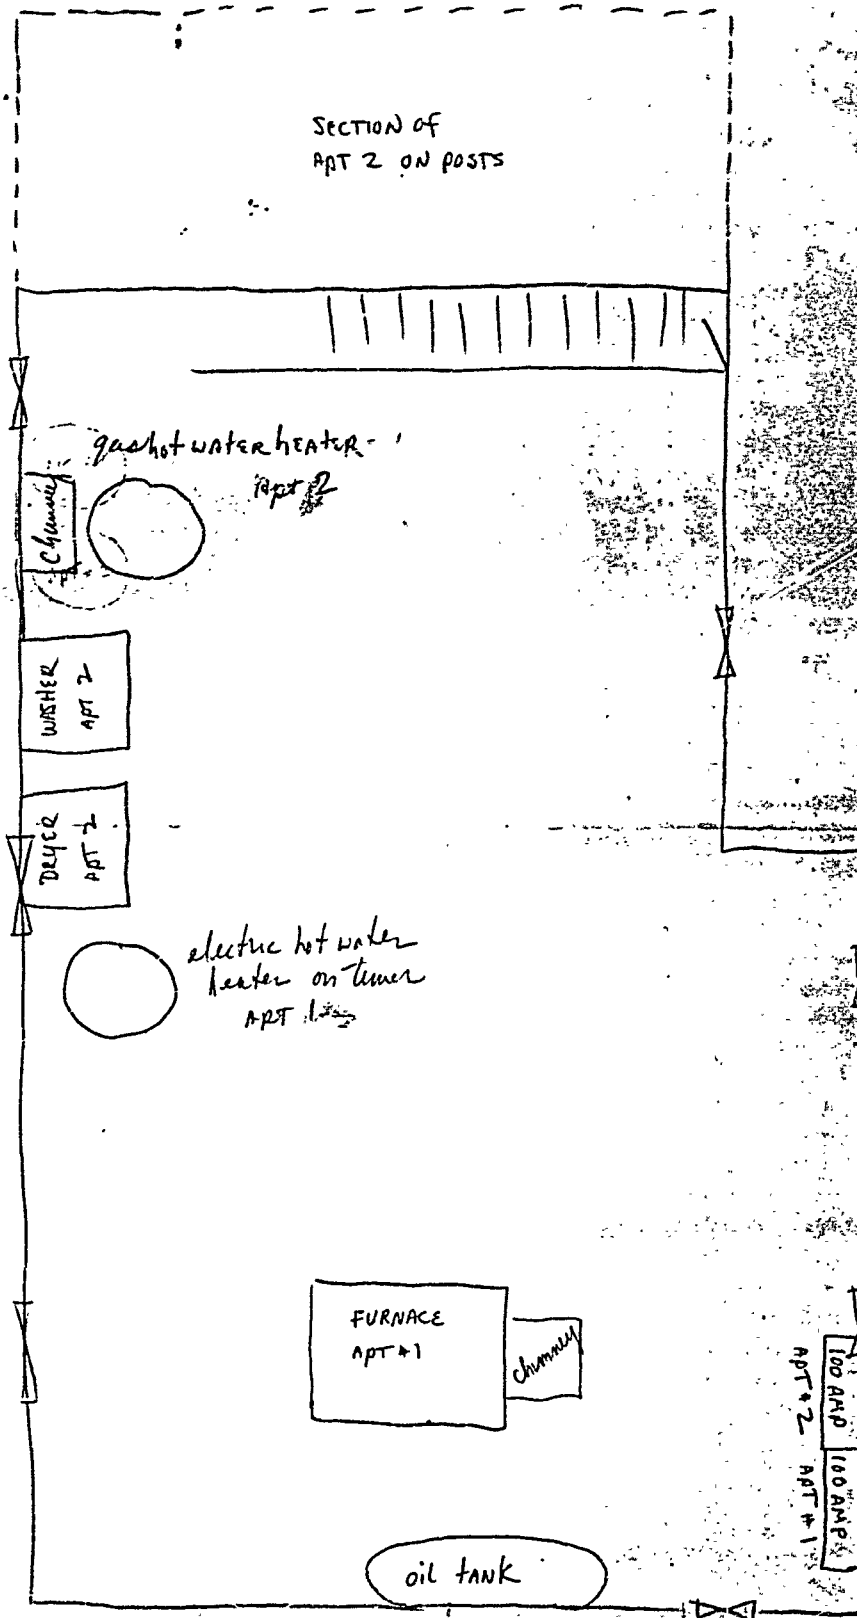 SECTION OF
APT 2 ON POSTS
gas hot WATER HEATER -
Apt 2
chimney
WASHER
APT 2
DRYER
APT 2
electric hot water
heater on timer
APT 1
FURNACE
APT #1
chimney
100 AMP
APT #2
100 AMP
APT #1
oil tANK